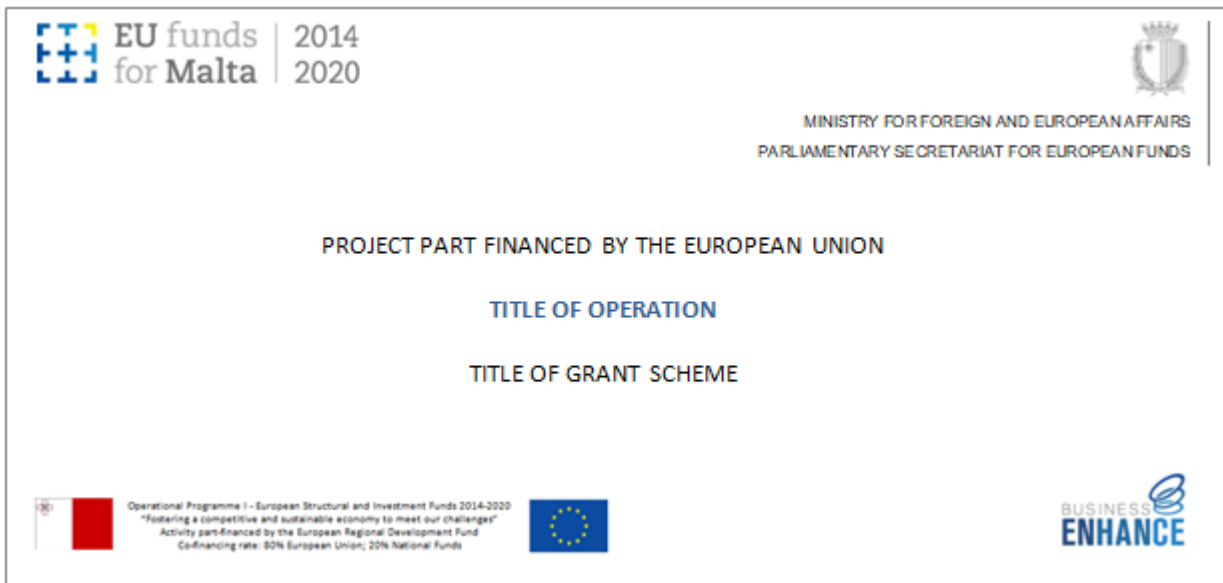 EU funds
for Malta
2014
2020
MINISTRY FOR FOREIGN AND EUROPEAN AFFAIRS
PARLIAMENTARY SECRETARIAT FOR EUROPEAN FUNDS
PROJECT PART FINANCED BY THE EUROPEAN UNION
TITLE OF OPERATION
TITLE OF GRANT SCHEME
Operational Programme I - European Structural and Investment Funds 2014-2020
"Fostering a competitive and sustainable economy to meet our challenges"
Activity part-financed by the European Regional Development Fund
Co-financing rate: 80% European Union; 20% National Funds
BUSINESS
ENHANCE